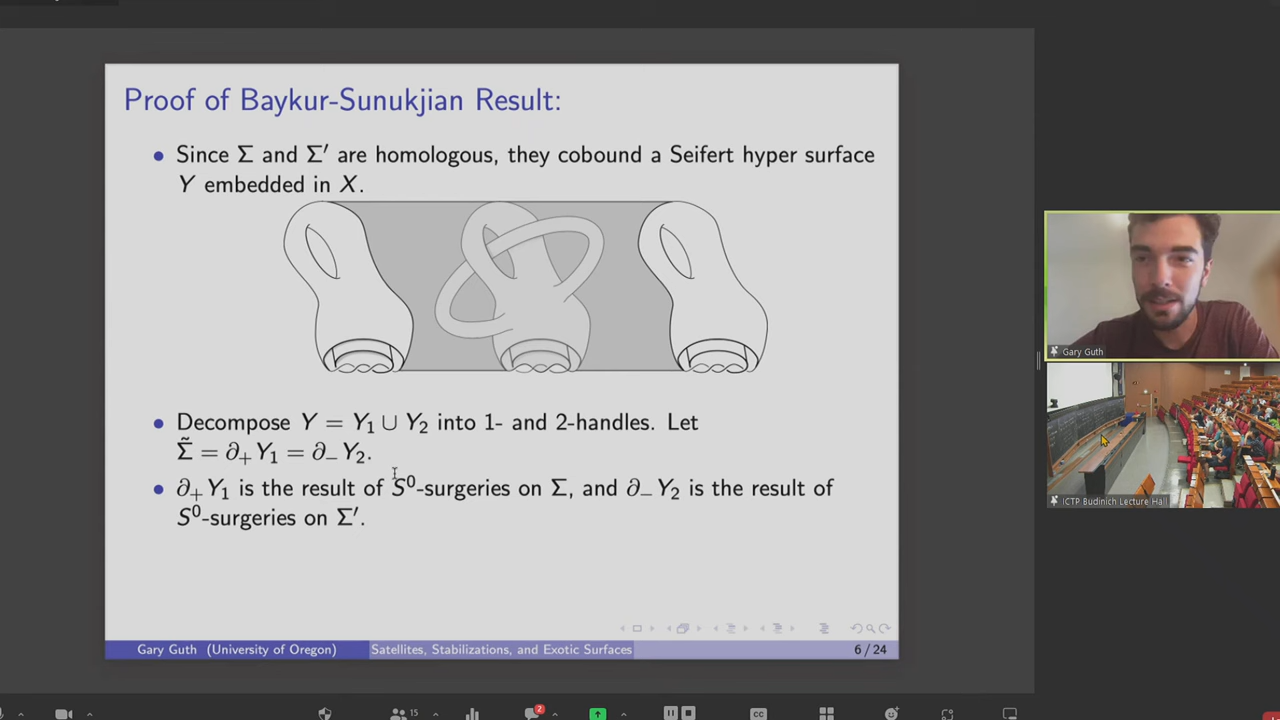 Proof of Baykur-Sunukjian Result:
• Since Σ and Σ′ are homologous, they cobound a Seifert hyper surface
Y embedded in X.
• Decompose Y = Y₁ ∪ Y₂ into 1- and 2-handles. Let
Σ̃ = ∂₊Y₁ = ∂₋Y₂.
• ∂₊Y₁ is the result of S⁰-surgeries on Σ, and ∂₋Y₂ is the result of
S⁰-surgeries on Σ′.
Gary Guth (University of Oregon)
Satellites, Stabilizations, and Exotic Surfaces
6 / 24
Gary Guth
ICTP Budinich Lecture Hall
15
2
CC